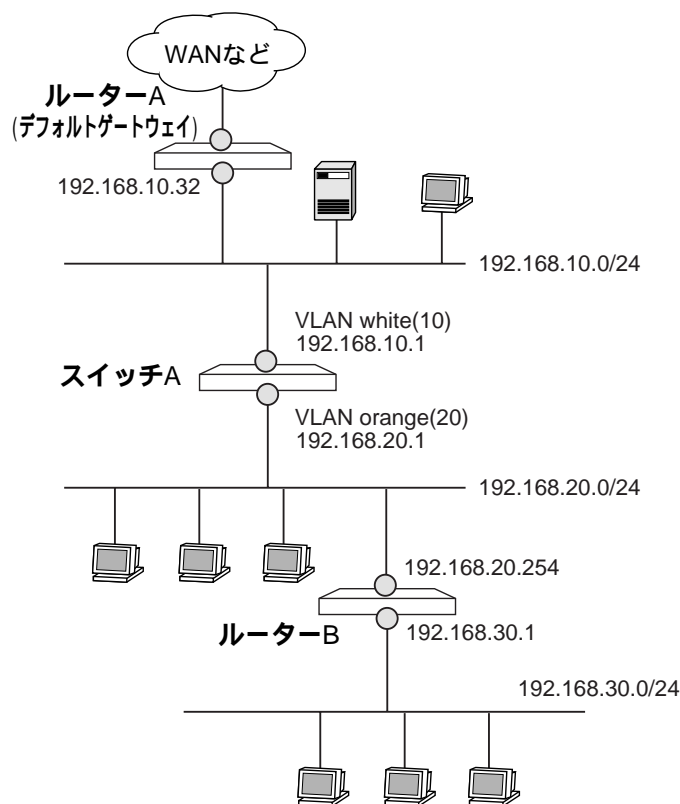 WANなど
ルーターA
(デフォルトゲートウェイ)
192.168.10.32
192.168.10.0/24
VLAN white(10)
192.168.10.1
スイッチA
VLAN orange(20)
192.168.20.1
192.168.20.0/24
192.168.20.254
ルーターB
192.168.30.1
192.168.30.0/24